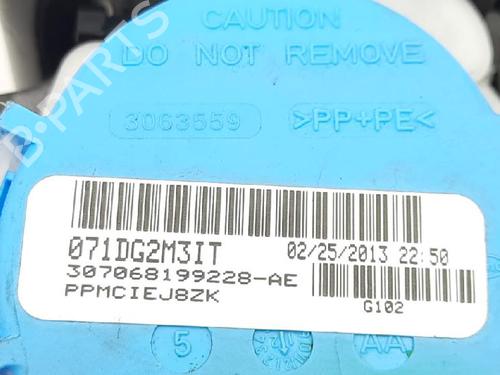 CAUTION
DO NOT REMOVE
3063559 >PP+PE<
071DG2M3IT 02/25/2013 22:50
307068199228-AE
PPMCIEJ8ZK
G102
5 12 AA
B-PARTS